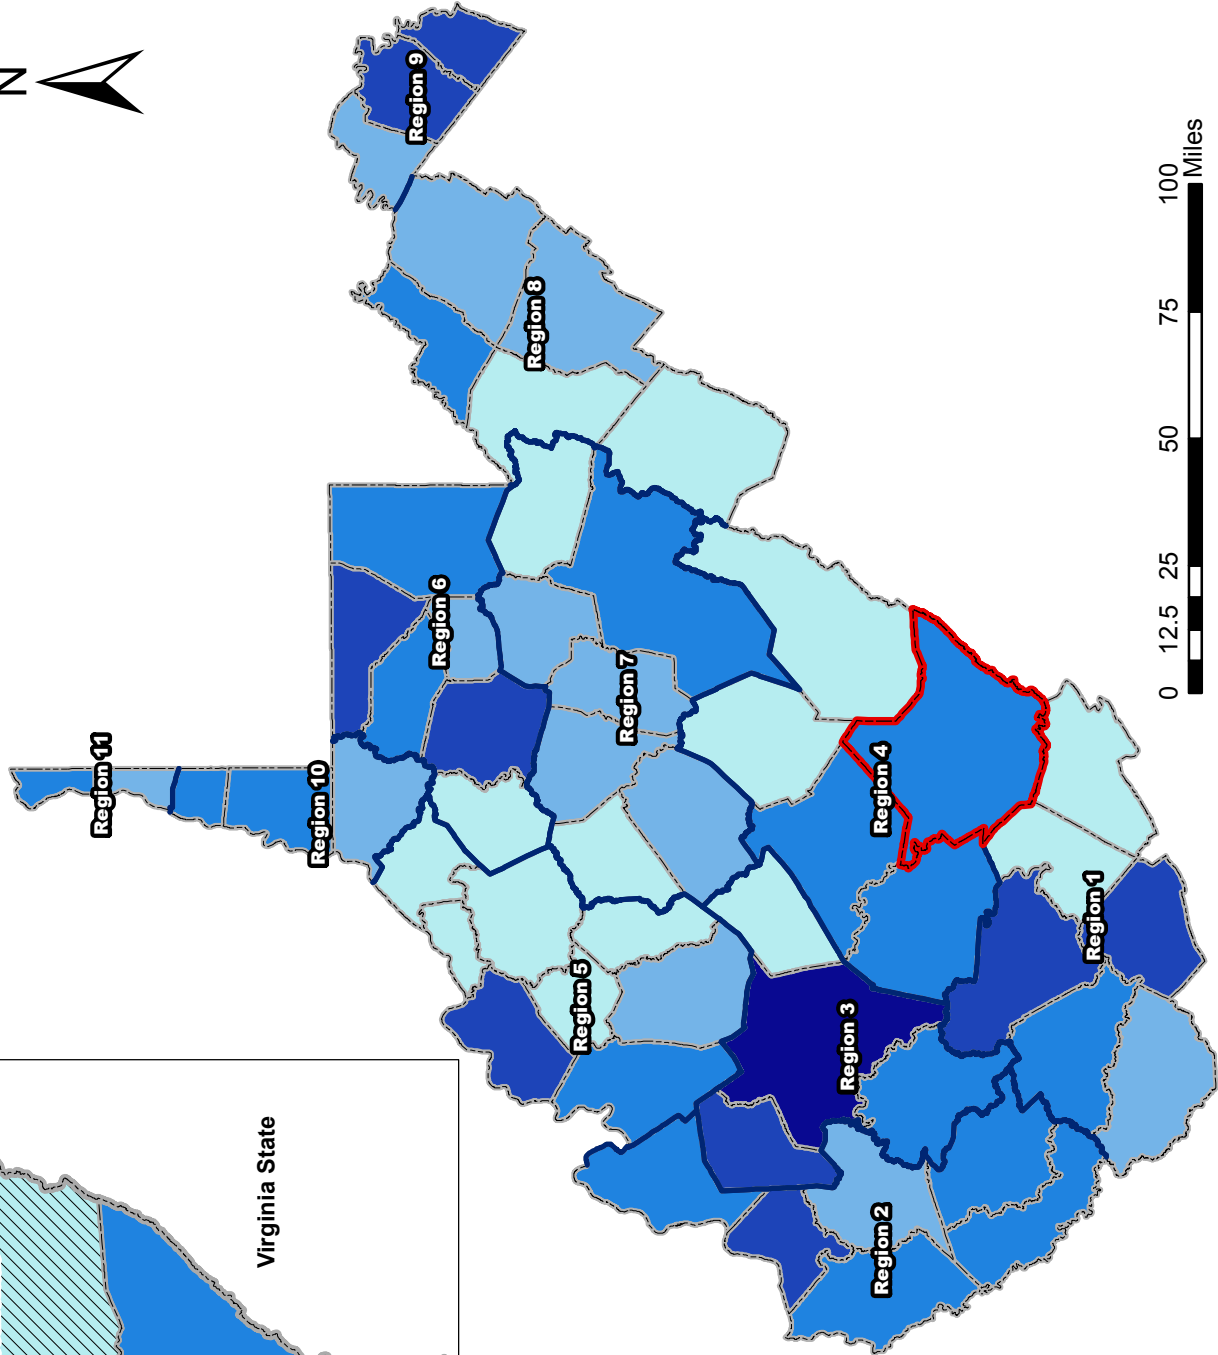 N
Region 11
Region 10
Region 9
Region 6
Region 8
Region 7
Region 5
Region 4
Region 3
Region 2
Region 1
Virginia State
0 12.5 25 50 75 100
Miles